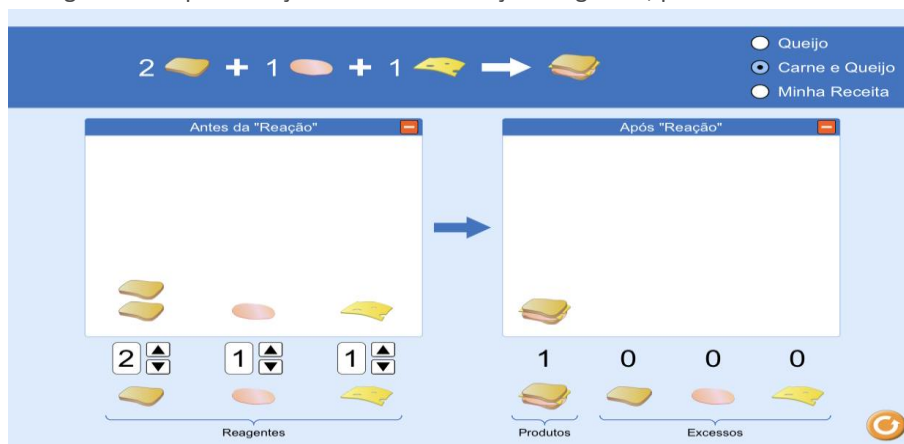 2 + 1 + 1
Queijo
Carne e Queijo
Minha Receita
Antes da "Reação"
Após "Reação"
2 1 1
1 0 0 0
Reagentes
Produtos
Excessos